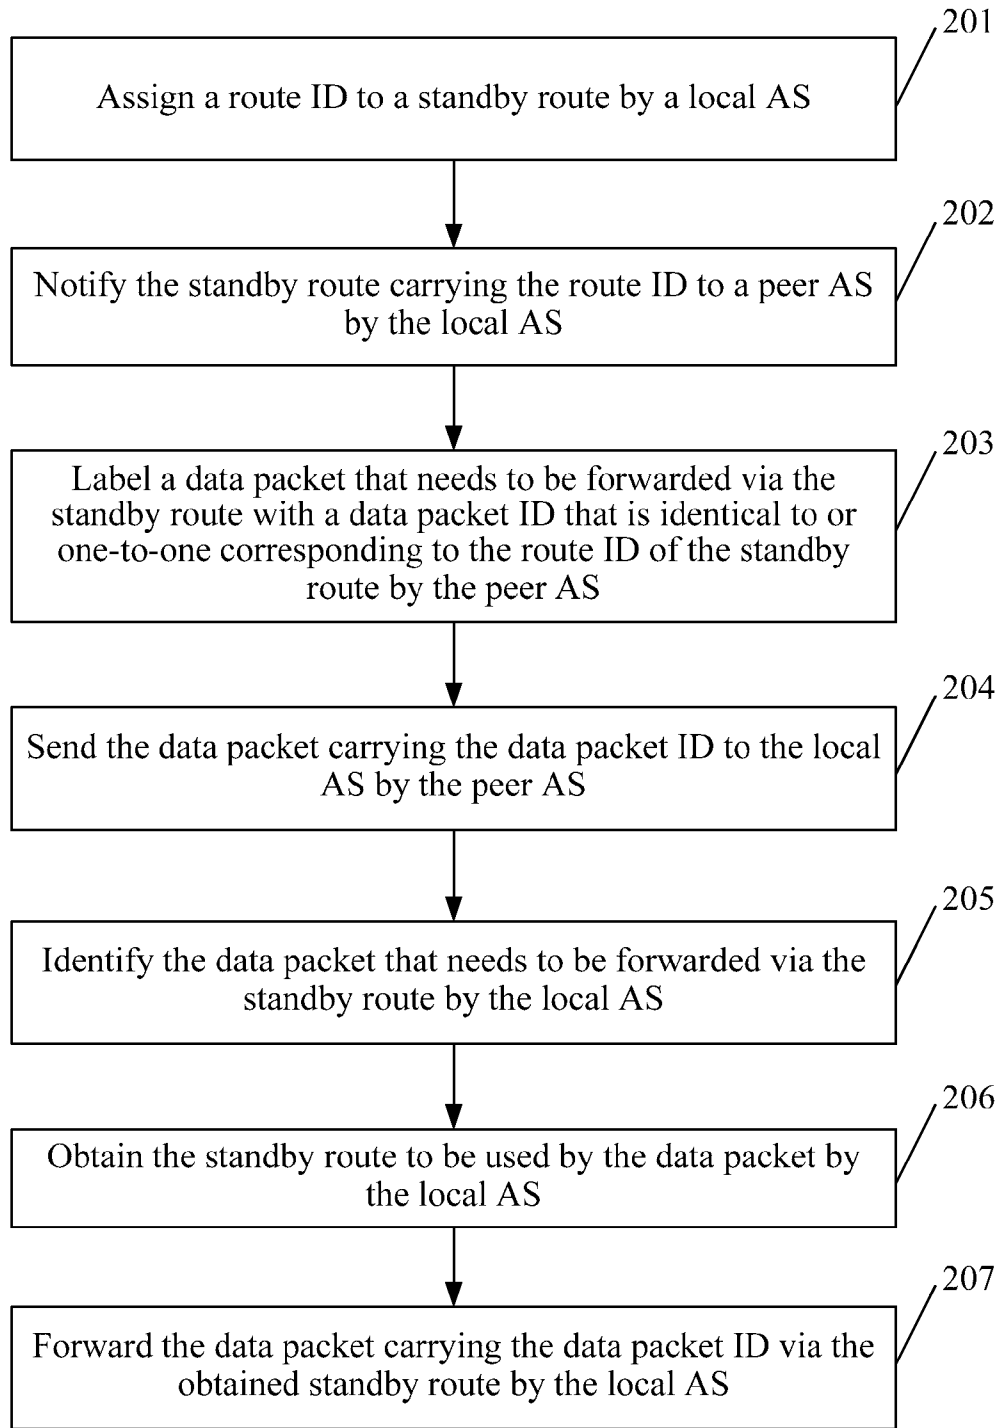 201
Assign a route ID to a standby route by a local AS
202
Notify the standby route carrying the route ID to a peer AS
by the local AS
203
Label a data packet that needs to be forwarded via the
standby route with a data packet ID that is identical to or
one-to-one corresponding to the route ID of the standby
route by the peer AS
204
Send the data packet carrying the data packet ID to the local
AS by the peer AS
205
Identify the data packet that needs to be forwarded via the
standby route by the local AS
206
Obtain the standby route to be used by the data packet by
the local AS
207
Forward the data packet carrying the data packet ID via the
obtained standby route by the local AS